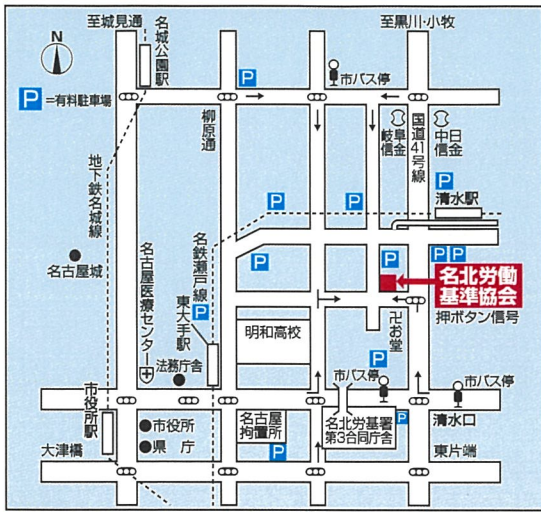 至城見通
至黒川・小牧
N
名城公園駅
P
市バス停
P=有料駐車場
柳原通
岐阜
信金
国道41号線
中日
信金
地下鉄名城線
P
清水駅
P
P
名古屋城
名古屋医療センター
名鉄瀬戸線
P
P
P P
名北労働
基準協会
東大手駅
P
押ボタン信号
明和高校
卍お堂
法務庁舎
P
市バス停
市バス停
市役所駅
市役所
県庁
名古屋
拘置所
名北労基署
第3合同庁舎
P
清水口
大津橋
P
東片端